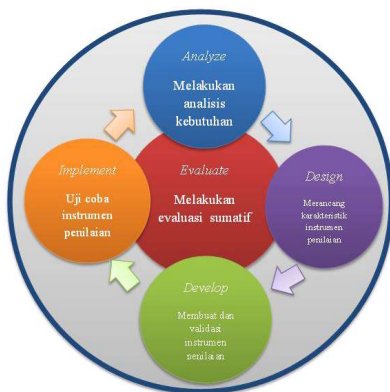 Analyze
Melakukan
analisis
kebutuhan
Implement
Uji coba
instrumen
penilaian
Evaluate
Melakukan
evaluasi sumatif
Design
Merancang
karakteristik
instrumen
penilaian
Develop
Membuat dan
validasi
instrumen
penilaian